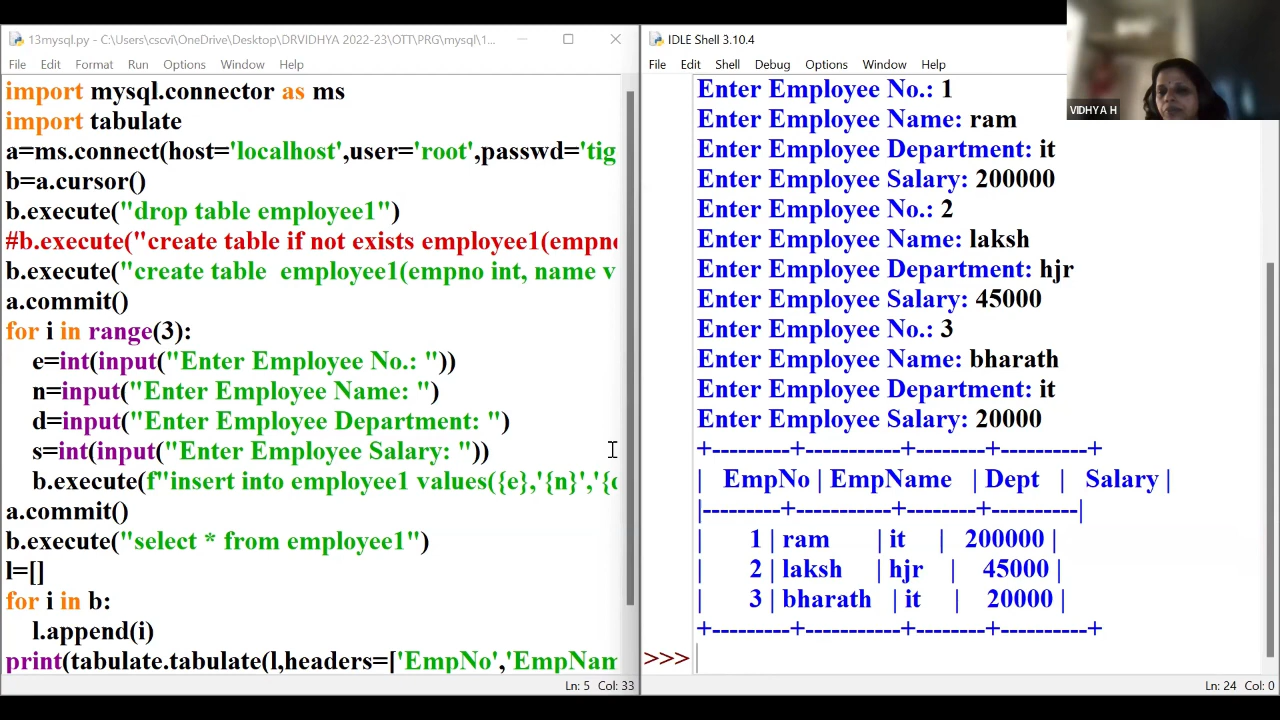 13mysql.py - C:\Users\cscvi\OneDrive\Desktop\DRVIDHYA 2022-23\OTT\PRG\mysql\1...
File Edit Format Run Options Window Help
import mysql.connector as ms
import tabulate
a=ms.connect(host='localhost',user='root',passwd='tig
b=a.cursor()
b.execute("drop table employee1")
#b.execute("create table if not exists employee1(empno
b.execute("create table  employee1(empno int, name v
a.commit()
for i in range(3):
    e=int(input("Enter Employee No.: "))
    n=input("Enter Employee Name: ")
    d=input("Enter Employee Department: ")
    s=int(input("Enter Employee Salary: "))
    b.execute(f"insert into employee1 values({e},'{n}','{d
a.commit()
b.execute("select * from employee1")
l=[]
for i in b:
    l.append(i)
print(tabulate.tabulate(l,headers=['EmpNo','EmpNam
Ln: 5 Col: 33
IDLE Shell 3.10.4
File Edit Shell Debug Options Window Help
Enter Employee No.: 1
Enter Employee Name: ram
Enter Employee Department: it
Enter Employee Salary: 200000
Enter Employee No.: 2
Enter Employee Name: laksh
Enter Employee Department: hjr
Enter Employee Salary: 45000
Enter Employee No.: 3
Enter Employee Name: bharath
Enter Employee Department: it
Enter Employee Salary: 20000
+---------+-----------+--------+----------+
|   EmpNo | EmpName   | Dept   |   Salary |
|---------+-----------+--------+----------|
|       1 | ram       | it     |   200000 |
|       2 | laksh     | hjr    |    45000 |
|       3 | bharath   | it     |    20000 |
+---------+-----------+--------+----------+
>>>
Ln: 24 Col: 0
VIDHYA H